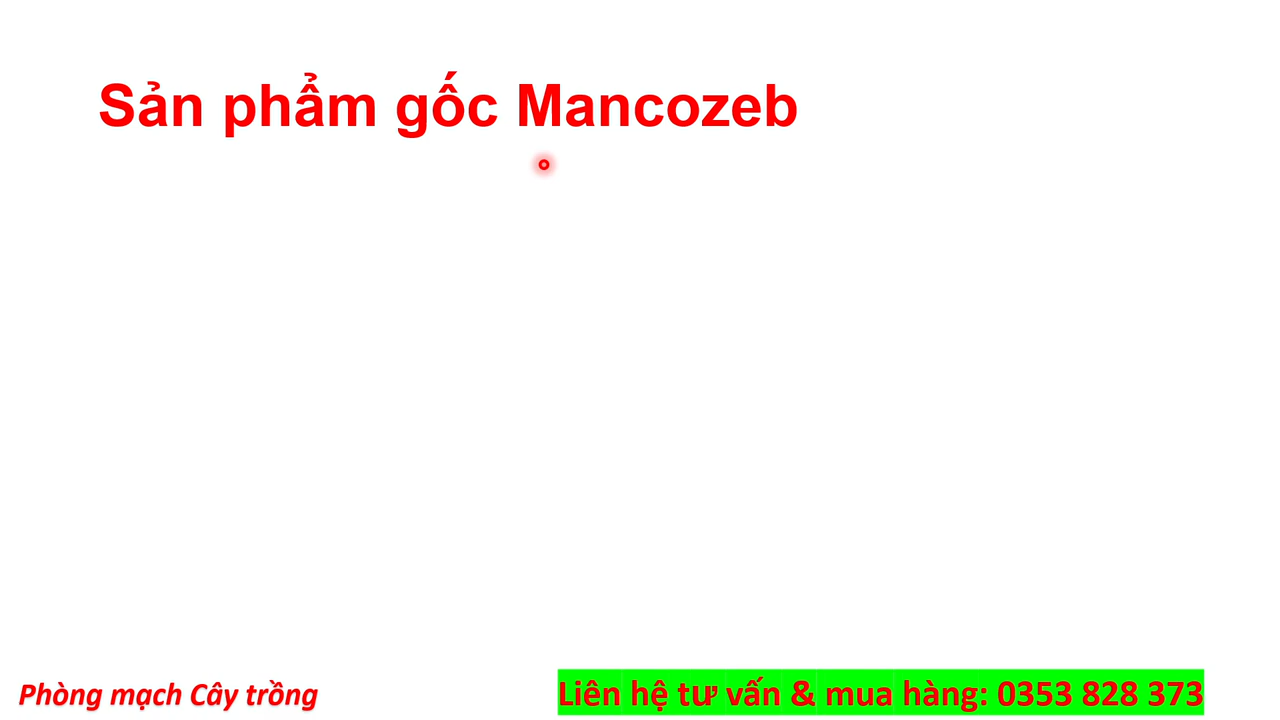 Sản phẩm gốc Mancozeb
Phòng mạch Cây trồng
Liên hệ tư vấn & mua hàng: 0353 828 373